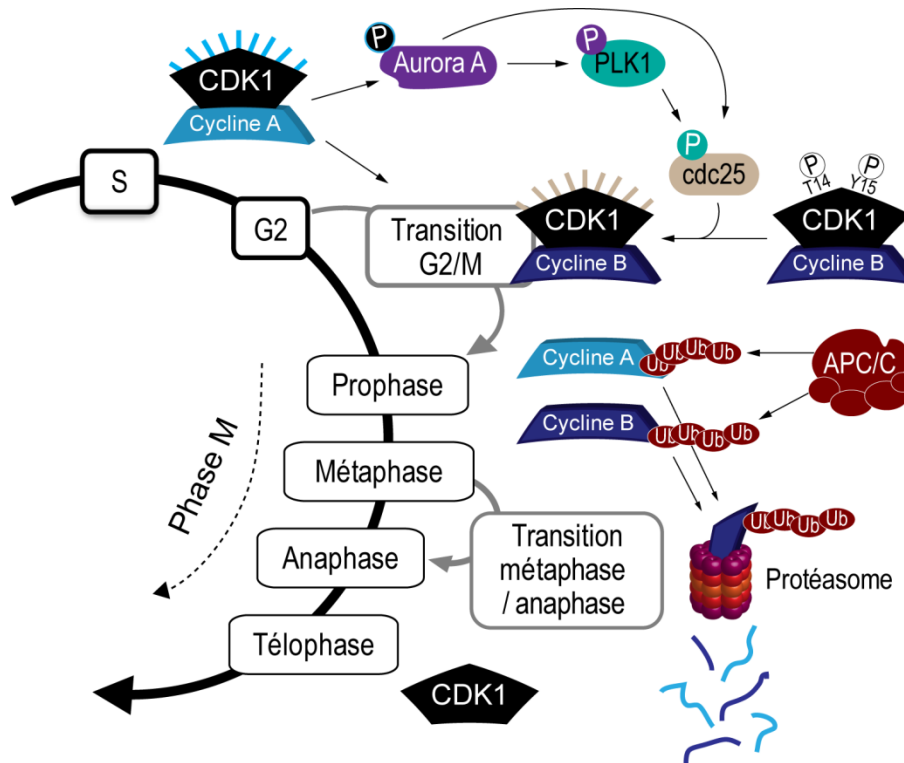 P
Aurora A
P
PLK1
CDK1
Cycline A
P
cdc25
P
T14
P
Y15
S
G2
Transition
G2/M
CDK1
Cycline B
CDK1
Cycline B
Cycline A
Ub
Ub
Ub
Ub
APC/C
Prophase
Cycline B
Ub
Ub
Ub
Ub
Phase M
Métaphase
Ub
Ub
Ub
Ub
Anaphase
Transition
métaphase
/ anaphase
Protéasome
Télophase
CDK1